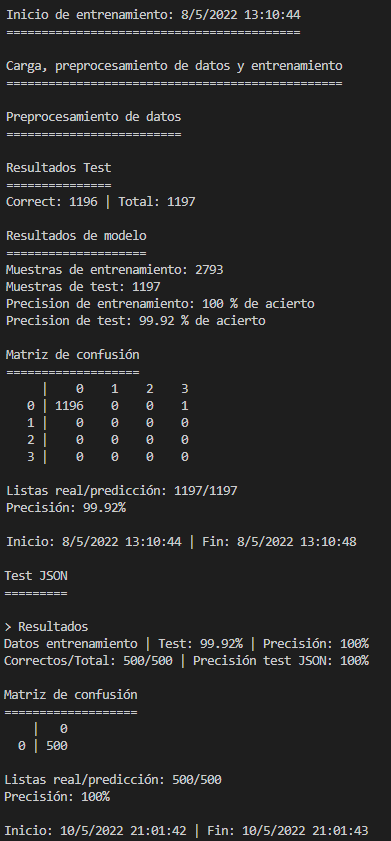 Inicio de entrenamiento: 8/5/2022 13:10:44
==========================================
Carga, preprocesamiento de datos y entrenamiento
================================================
Preprocesamiento de datos
=========================
Resultados Test
===============
Correct: 1196 | Total: 1197
Resultados de modelo
====================
Muestras de entrenamiento: 2793
Muestras de test: 1197
Precision de entrenamiento: 100 % de acierto
Precision de test: 99.92 % de acierto
Matriz de confusión
===================
| 0 1 2 3
0 | 1196 0 0 1
1 | 0 0 0 0
2 | 0 0 0 0
3 | 0 0 0 0
Listas real/predicción: 1197/1197
Precisión: 99.92%
Inicio: 8/5/2022 13:10:44 | Fin: 8/5/2022 13:10:48
Test JSON
=========
> Resultados
Datos entrenamiento | Test: 99.92% | Precisión: 100%
Correctos/Total: 500/500 | Precisión test JSON: 100%
Matriz de confusión
===================
| 0
0 | 500
Listas real/predicción: 500/500
Precisión: 100%
Inicio: 10/5/2022 21:01:42 | Fin: 10/5/2022 21:01:43